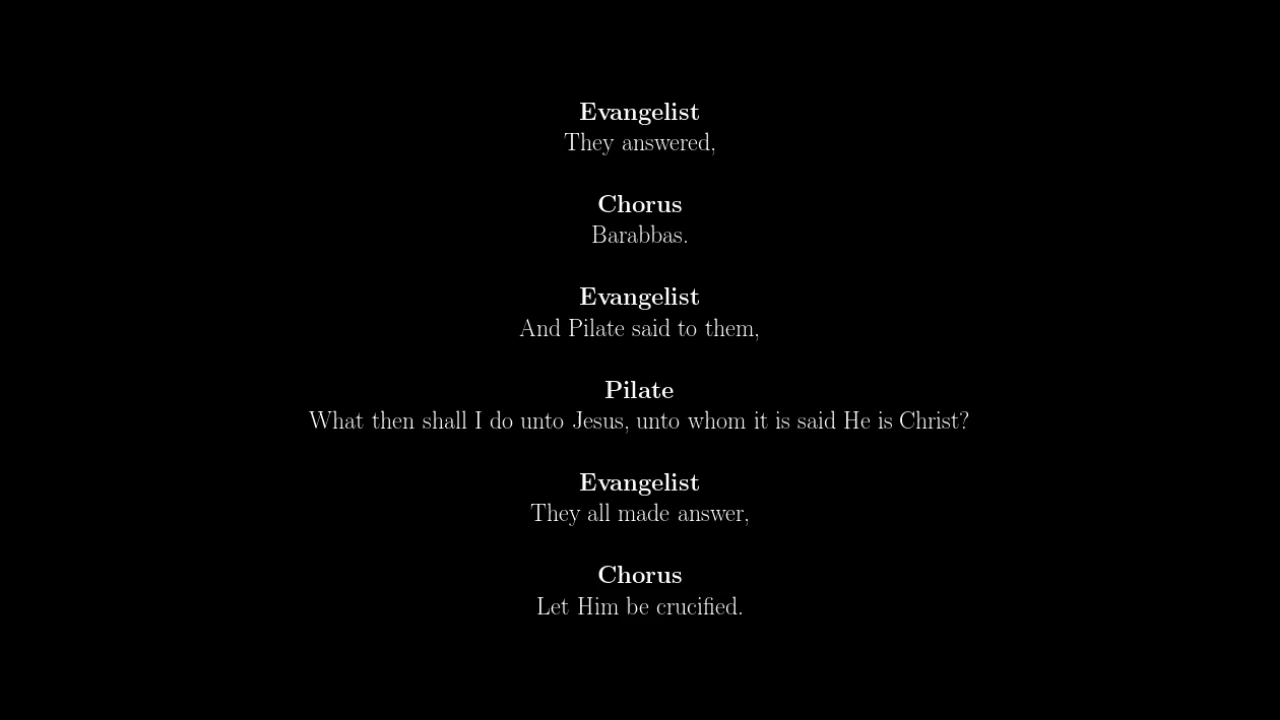 Evangelist
They answered,
Chorus
Barabbas.
Evangelist
And Pilate said to them,
Pilate
What then shall I do unto Jesus, unto whom it is said He is Christ?
Evangelist
They all made answer,
Chorus
Let Him be crucified.